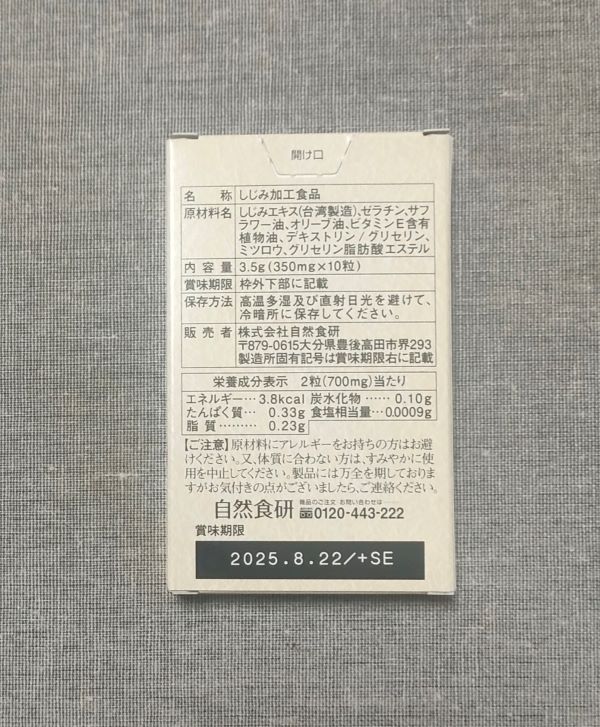 開け口
名称 しじみ加工食品
原材料名 しじみエキス(台湾製造)、ゼラチン、サフ
ラワー油、オリーブ油、ビタミンE含有
植物油、デキストリン/グリセリン、
ミツロウ、グリセリン脂肪酸エステル
内容量 3.5g(350mg×10粒)
賞味期限 枠外下部に記載
保存方法 高温多湿及び直射日光を避けて、
冷暗所に保存してください。
販売者 株式会社自然食研
〒879-0615大分県豊後高田市界293
製造所固有記号は賞味期限右に記載
栄養成分表示 2粒(700mg)当たり
エネルギー…3.8kcal 炭水化物……0.10g
たんぱく質…0.33g 食塩相当量…0.0009g
脂質………0.23g
【ご注意】原材料にアレルギーをお持ちの方はお避
けください。又、体質に合わない方は、すみやかに使
用を中止してください。製品には万全を期しておりま
すがお気付きの点がございましたら、ご連絡ください。
自然食研 商品のご注文 お問い合わせは 0120-443-222
賞味期限
2025.8.22/+SE